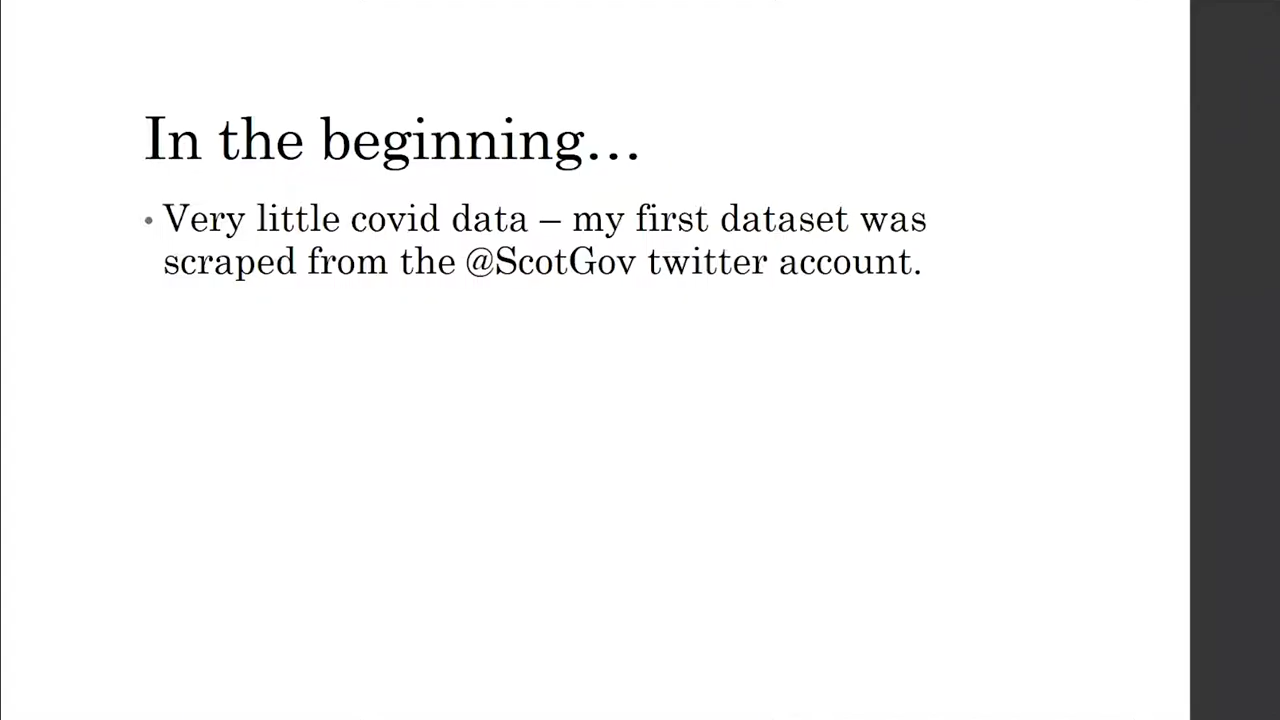 In the beginning…
• Very little covid data – my first dataset was
scraped from the @ScotGov twitter account.